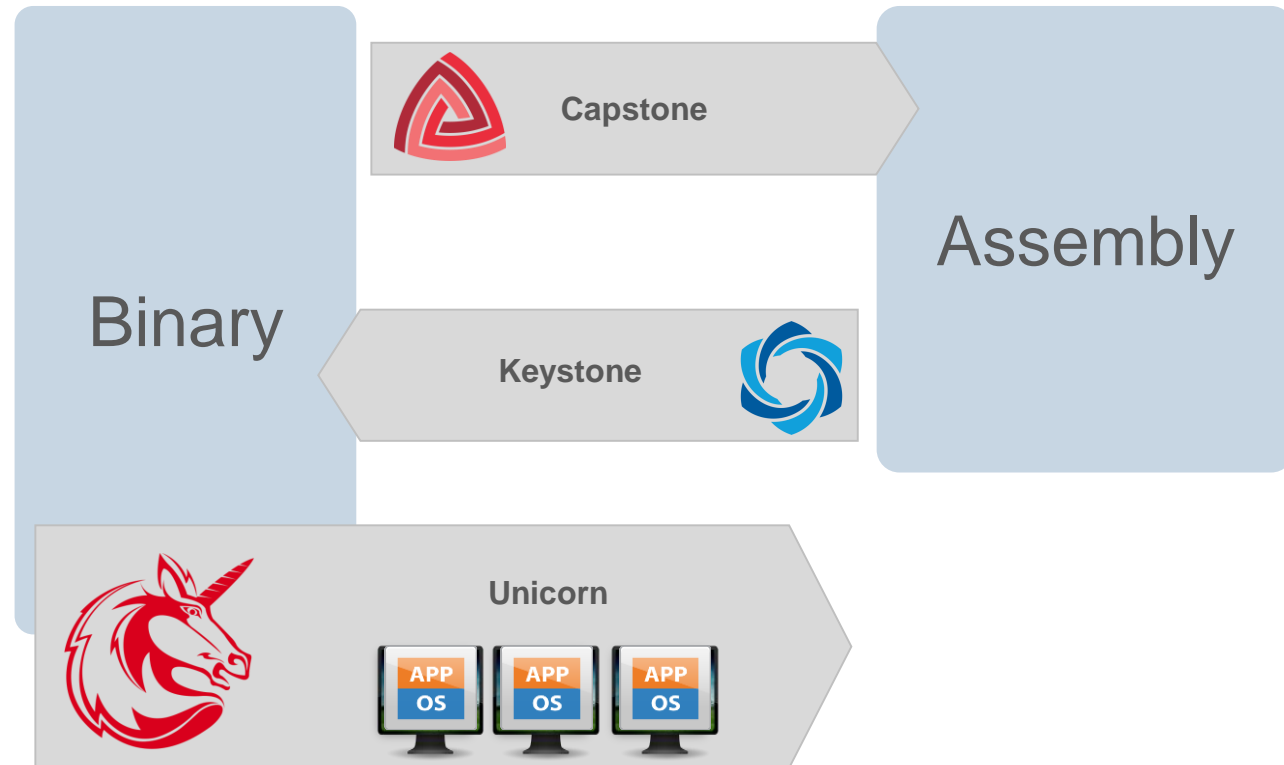 Capstone
Assembly
Binary
Keystone
Unicorn
APP APP APP
OS OS OS